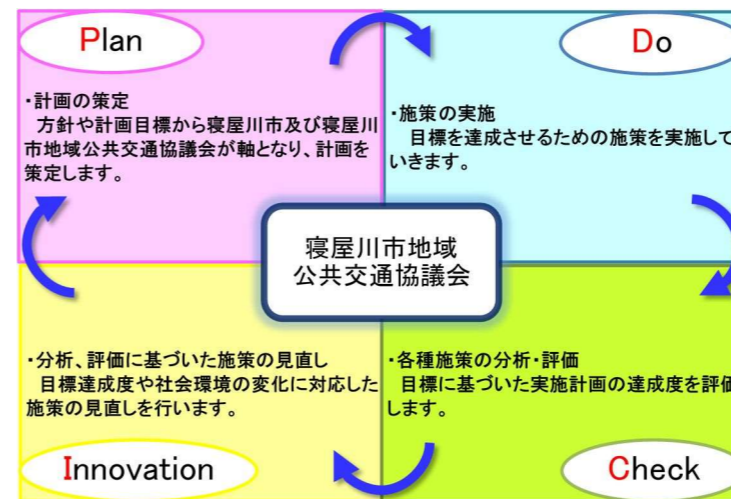 Plan
・計画の策定
方針や計画目標から寝屋川市及び寝屋川
市地域公共交通協議会が軸となり、計画を
策定します。
Do
・施策の実施
目標を達成させるための施策を実施して
いきます。
寝屋川市地域
公共交通協議会
・分析、評価に基づいた施策の見直し
目標達成度や社会環境の変化に対応した
施策の見直しを行います。
Innovation
・各種施策の分析・評価
目標に基づいた実施計画の達成度を評価
します。
Check